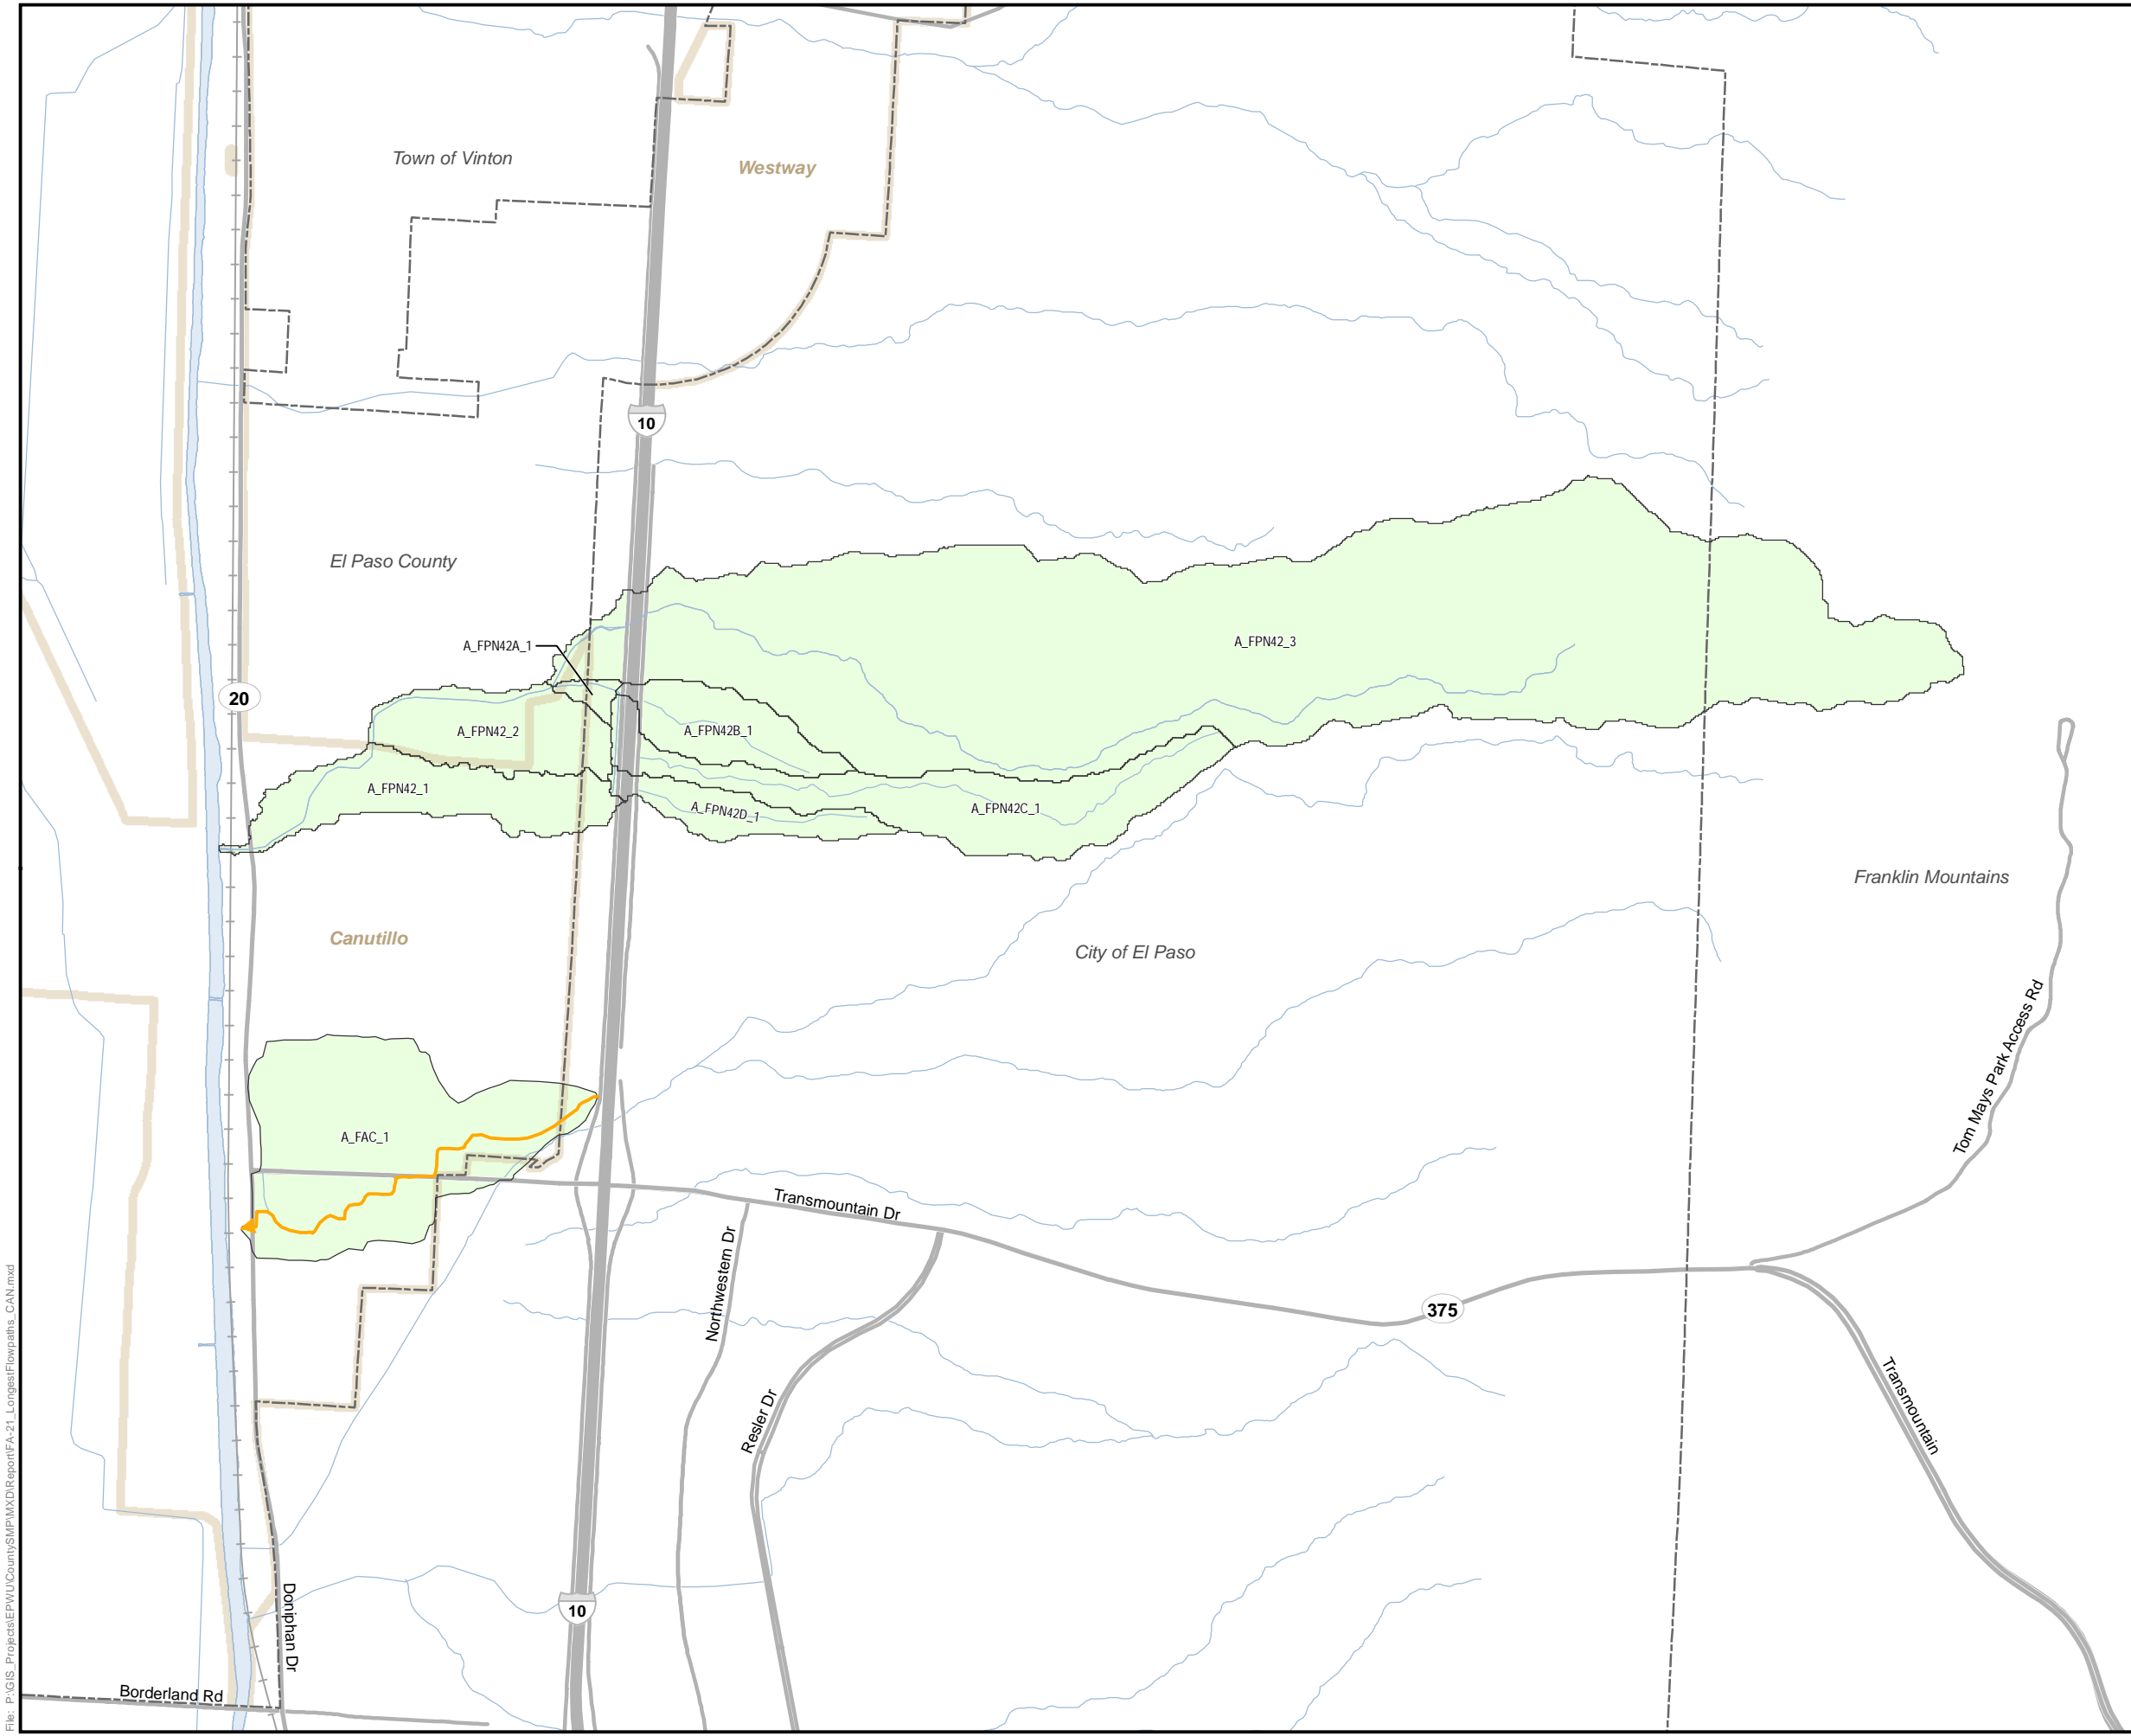 Town of Vinton
Westway
10
El Paso County
A_FPN42A_1
A_FPN42_3
20
A_FPN42_2
A_FPN42B_1
A_FPN42_1
A_FPN42D_1
A_FPN42C_1
Franklin Mountains
Canutillo
City of El Paso
Tom Mays Park Access Rd
A_FAC_1
Transmountain Dr
Northwestern Dr
375
Resler Dr
Transmountain
10
Doniphan Dr
Borderland Rd
File: P:\GIS_Projects\EPWU\CountySMP\MXD\Report\FA-21_LongestFlowpaths_CAN.mxd